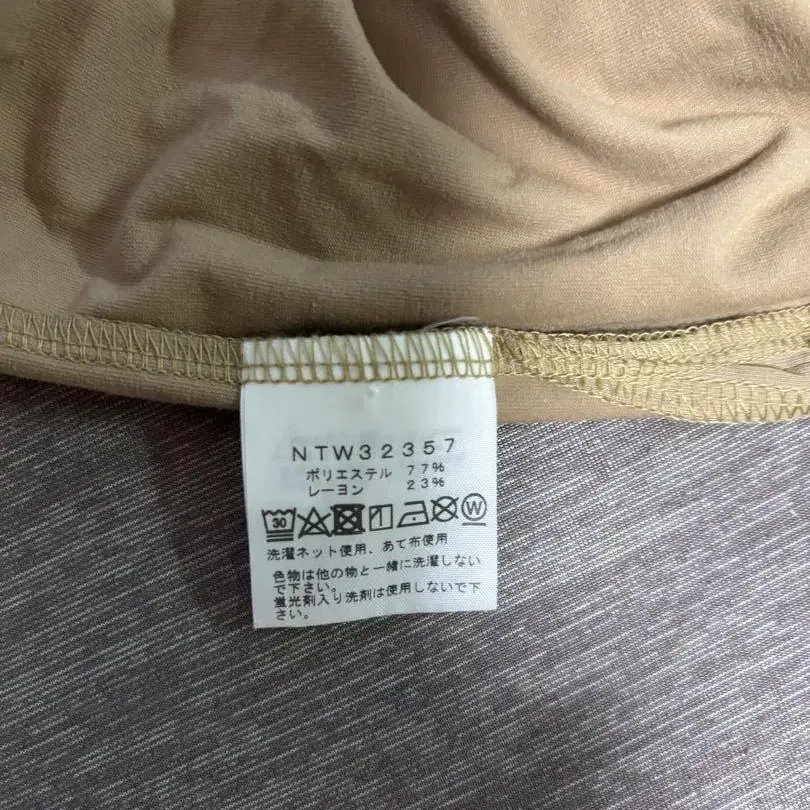 NTW32357
ポリエステル 77%
レーヨン 23%
30 W
洗濯ネット使用、あて布使用
色物は他の物と一緒に洗濯しない
で下さい。
蛍光剤入り洗剤は使用しないで下
さい。